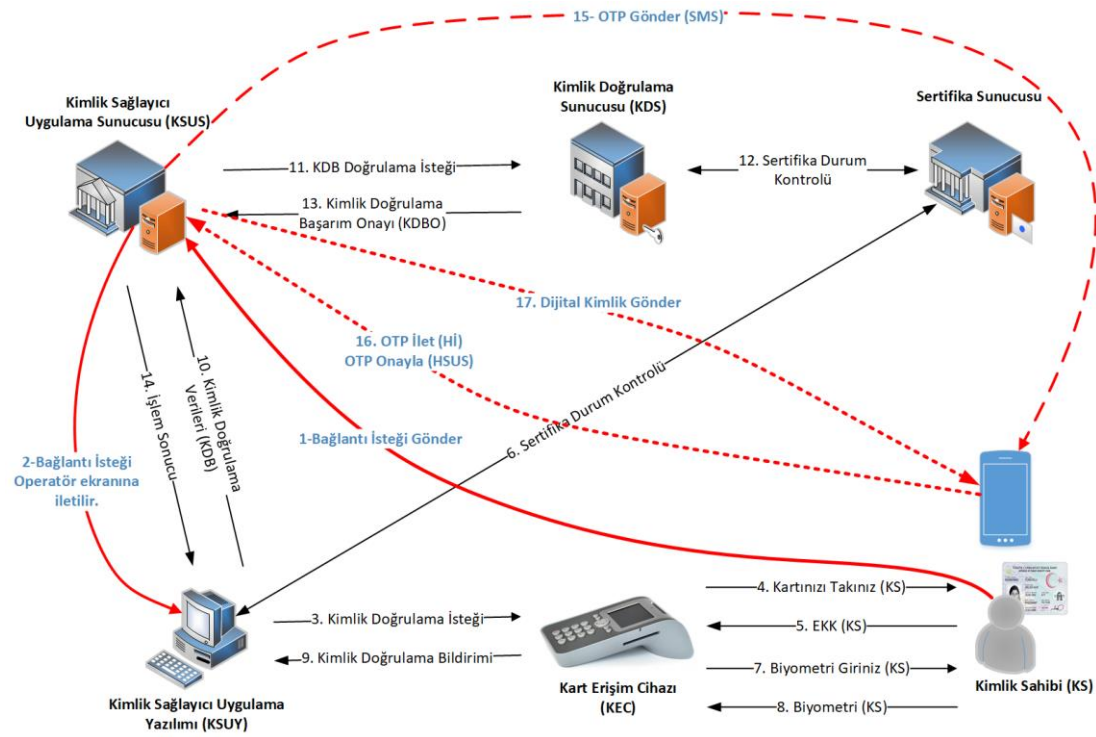 15- OTP Gönder (SMS)
Kimlik Sağlayıcı
Uygulama Sunucusu (KSUS)
Kimlik Doğrulama
Sunucusu (KDS)
Sertifika Sunucusu
11. KDB Doğrulama İsteği
12. Sertifika Durum
Kontrolü
13. Kimlik Doğrulama
Başarım Onayı (KDBO)
17. Dijital Kimlik Gönder
16. OTP İlet (Hİ)
OTP Onayla (HSUS)
10. Kimlik Doğrulama
Verileri (KDB)
14. İşlem Sonucu
6. Sertifika Durum Kontrolü
1-Bağlantı İsteği Gönder
2-Bağlantı İsteği
Operatör ekranına
iletilir.
3. Kimlik Doğrulama İsteği
9. Kimlik Doğrulama Bildirimi
4. Kartınızı Takınız (KS)
5. EKK (KS)
7. Biyometri Giriniz (KS)
8. Biyometri (KS)
Kimlik Sağlayıcı Uygulama
Yazılımı (KSUY)
Kart Erişim Cihazı
(KEC)
Kimlik Sahibi (KS)